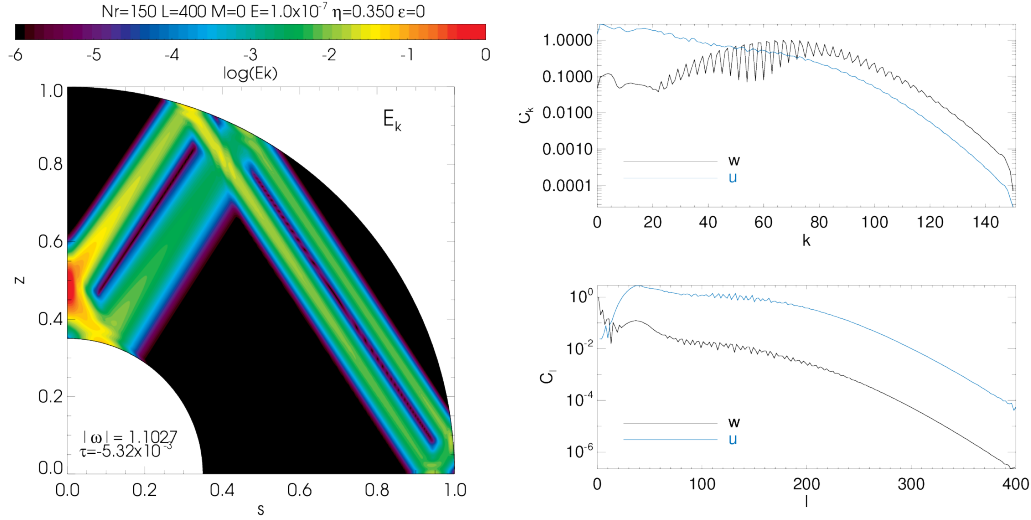 Nr=150 L=400 M=0 E=1.0x10⁻⁷ η=0.350 ε=0
-6 -5 -4 -3 -2 -1 0
log(Ek)
E_k
1.0
0.8
0.6
0.4
0.2
0.0
z
|ω| = 1.1027
τ=-5.32x10⁻³
0.0 0.2 0.4 0.6 0.8 1.0
s
1.0000
0.1000
0.0100
0.0010
0.0001
C_k
w
u
0 20 40 60 80 100 120 140
k
10⁰
10⁻²
10⁻⁴
10⁻⁶
C_l
w
u
0 100 200 300 400
l